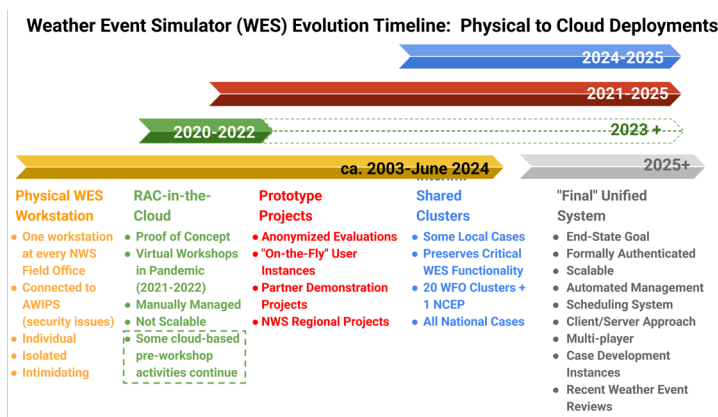 Weather Event Simulator (WES) Evolution Timeline: Physical to Cloud Deployments
2024-2025
2021-2025
2020-2022
2023 +
ca. 2003-June 2024
2025+
Physical WES
Workstation
● One workstation
at every NWS
Field Office
● Connected to
AWIPS
(security issues)
● Individual
● Isolated
● Intimidating
RAC-in-the-
Cloud
● Proof of Concept
● Virtual Workshops
in Pandemic
(2021-2022)
● Manually Managed
● Not Scalable
● Some cloud-based
pre-workshop
activities continue
Prototype
Projects
● Anonymized Evaluations
● "On-the-Fly" User
Instances
● Partner Demonstration
Projects
● NWS Regional Projects
Shared
Clusters
● Some Local Cases
● Preserves Critical
WES Functionality
● 20 WFO Clusters +
1 NCEP
● All National Cases
"Final" Unified
System
● End-State Goal
● Formally Authenticated
● Scalable
● Automated Management
● Scheduling System
● Client/Server Approach
● Multi-player
● Case Development
Instances
● Recent Weather Event
Reviews